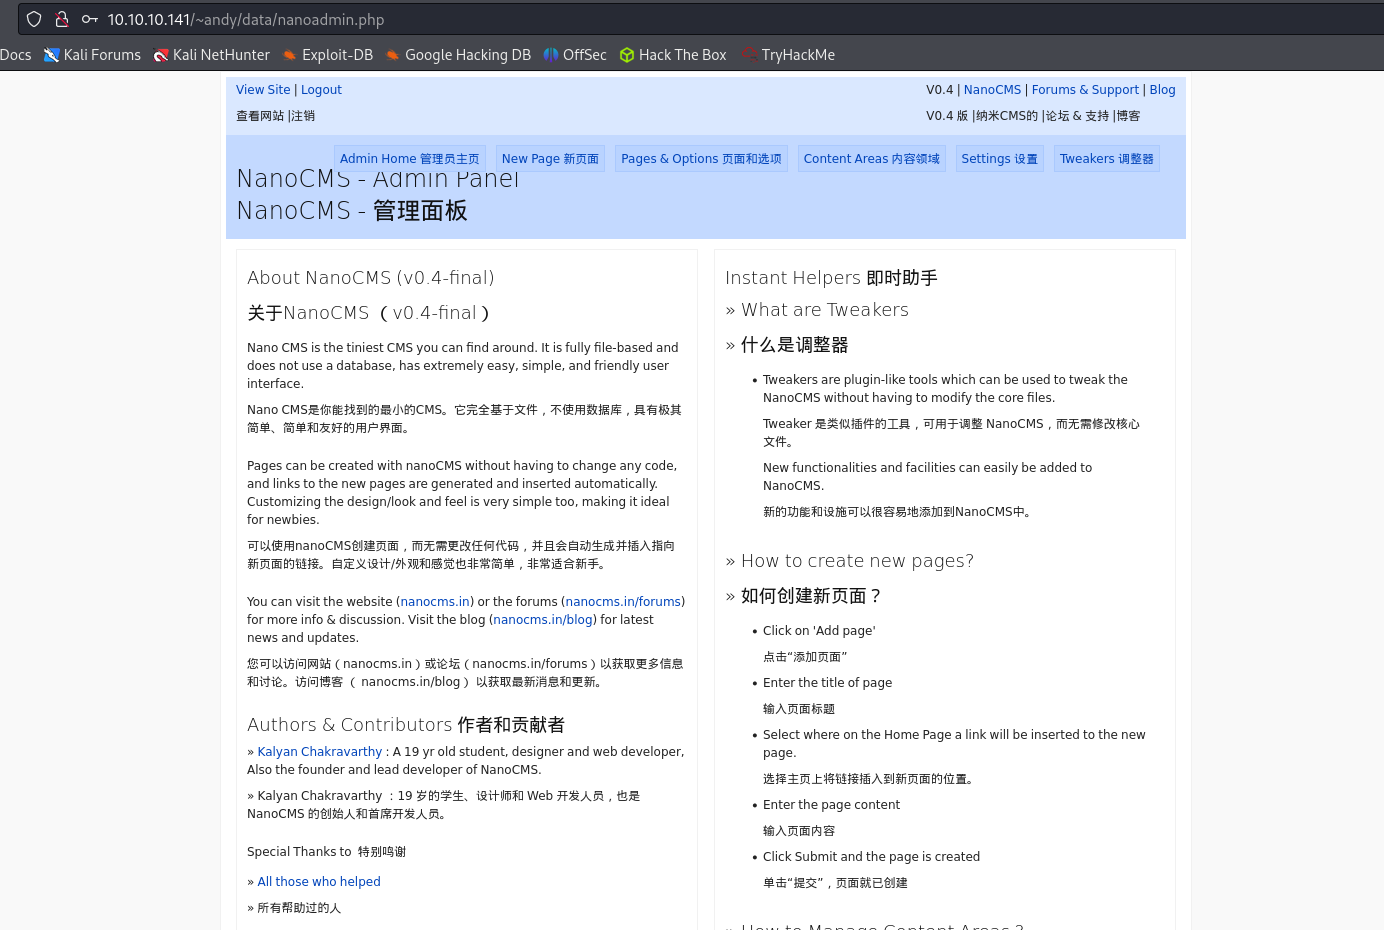 10.10.10.141/~andy/data/nanoadmin.php
Docs Kali Forums Kali NetHunter Exploit-DB Google Hacking DB OffSec Hack The Box TryHackMe
View Site | Logout
查看网站 |注销
V0.4 | NanoCMS | Forums & Support | Blog
V0.4 版 |纳米CMS的 |论坛 & 支持 |博客
Admin Home 管理员主页 New Page 新页面 Pages & Options 页面和选项 Content Areas 内容领域 Settings 设置 Tweakers 调整器
NanoCMS - Admin Panel
NanoCMS - 管理面板
About NanoCMS (v0.4-final)
关于NanoCMS （v0.4-final）
Nano CMS is the tiniest CMS you can find around. It is fully file-based and
does not use a database, has extremely easy, simple, and friendly user
interface.
Nano CMS是你能找到的最小的CMS。它完全基于文件，不使用数据库，具有极其
简单、简单和友好的用户界面。
Pages can be created with nanoCMS without having to change any code,
and links to the new pages are generated and inserted automatically.
Customizing the design/look and feel is very simple too, making it ideal
for newbies.
可以使用nanoCMS创建页面，而无需更改任何代码，并且会自动生成并插入指向
新页面的链接。自定义设计/外观和感觉也非常简单，非常适合新手。
You can visit the website (nanocms.in) or the forums (nanocms.in/forums)
for more info & discussion. Visit the blog (nanocms.in/blog) for latest
news and updates.
您可以访问网站（nanocms.in）或论坛（nanocms.in/forums）以获取更多信息
和讨论。访问博客 （ nanocms.in/blog ） 以获取最新消息和更新。
Authors & Contributors 作者和贡献者
» Kalyan Chakravarthy : A 19 yr old student, designer and web developer,
Also the founder and lead developer of NanoCMS.
» Kalyan Chakravarthy ：19 岁的学生、设计师和 Web 开发人员，也是
NanoCMS 的创始人和首席开发人员。
Special Thanks to 特别鸣谢
» All those who helped
» 所有帮助过的人
Instant Helpers 即时助手
» What are Tweakers
» 什么是调整器
• Tweakers are plugin-like tools which can be used to tweak the
NanoCMS without having to modify the core files.
Tweaker 是类似插件的工具，可用于调整 NanoCMS，而无需修改核心
文件。
New functionalities and facilities can easily be added to
NanoCMS.
新的功能和设施可以很容易地添加到NanoCMS中。
» How to create new pages?
» 如何创建新页面？
• Click on 'Add page'
点击“添加页面”
• Enter the title of page
输入页面标题
• Select where on the Home Page a link will be inserted to the new
page.
选择主页上将链接插入到新页面的位置。
• Enter the page content
输入页面内容
• Click Submit and the page is created
单击“提交”，页面就已创建
» How to Manage Content Areas ?